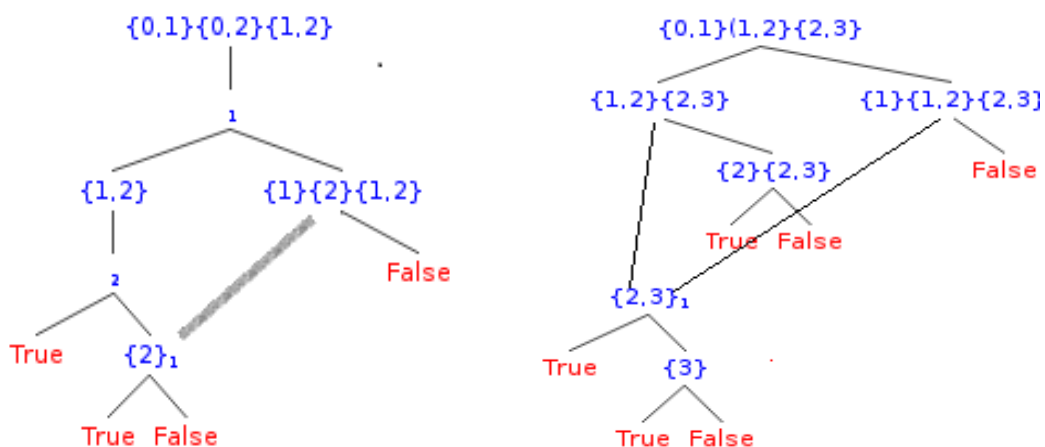 {0,1}{0,2}{1,2}
1
{1,2} {1}{2}{1,2}
False
2
True {2}₁
True False
{0,1}(1,2}{2,3}
{1,2}{2,3} {1}{1,2}{2,3}
{2}{2,3} False
True False
{2,3}₁
True {3}
True False